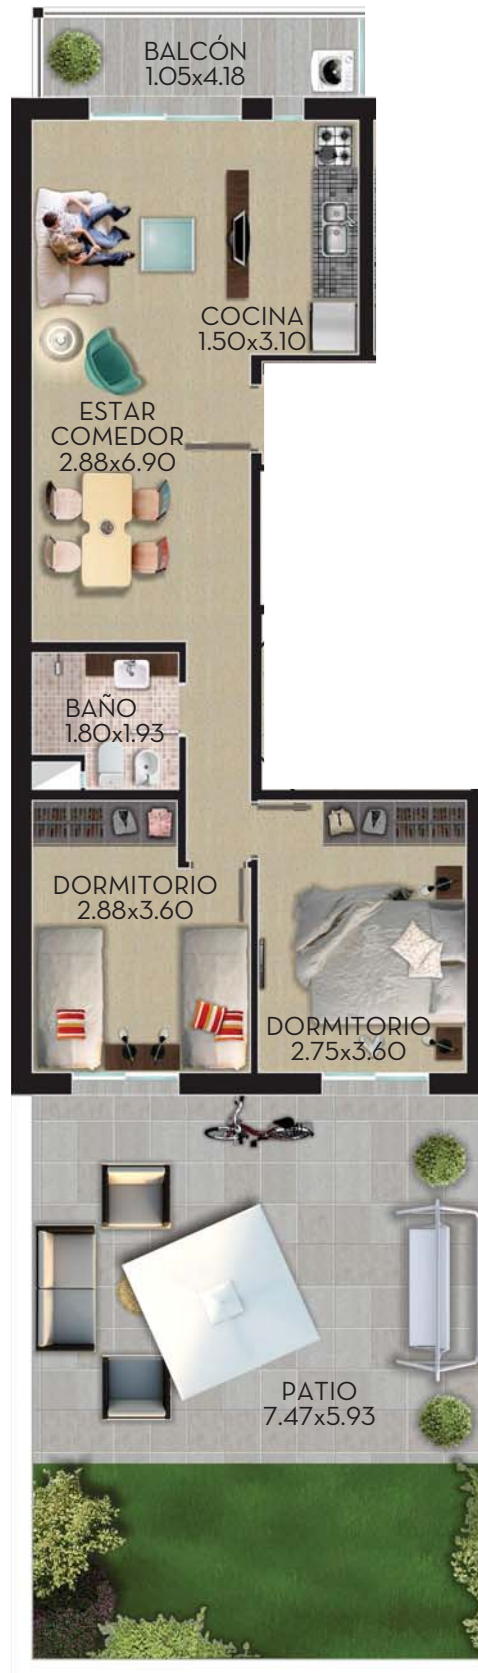 BALCÓN
1.05x4.18
COCINA
1.50x3.10
ESTAR
COMEDOR
2.88x6.90
BAÑO
1.80x1.93
DORMITORIO
2.88x3.60
DORMITORIO
2.75x3.60
PATIO
7.47x5.93